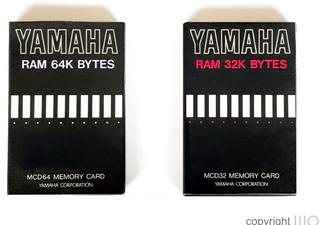 YAMAHA
RAM 64K BYTES
MCD64 MEMORY CARD
YAMAHA CORPORATION
YAMAHA
RAM 32K BYTES
MCD32 MEMORY CARD
YAMAHA CORPORATION
copyright